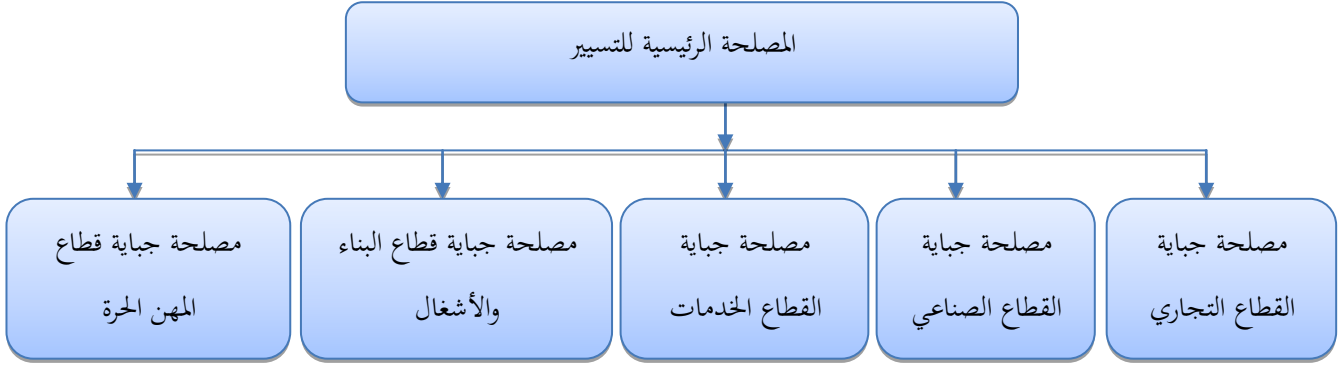 المصلحة الرئيسية للتسيير
مصلحة جباية
القطاع التجاري
مصلحة جباية
القطاع الصناعي
مصلحة جباية
القطاع الخدمات
مصلحة جباية قطاع البناء
والأشغال
مصلحة جباية قطاع
المهن الحرة